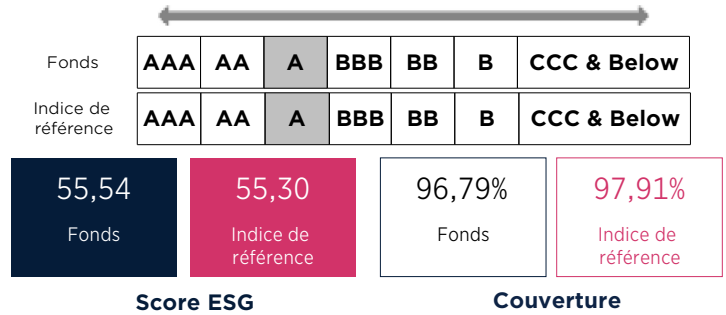 Fonds AAA AA A BBB BB B CCC & Below
Indice de
référence AAA AA A BBB BB B CCC & Below
55,54
Fonds
55,30
Indice de
référence
96,79%
Fonds
97,91%
Indice de
référence
Score ESG
Couverture